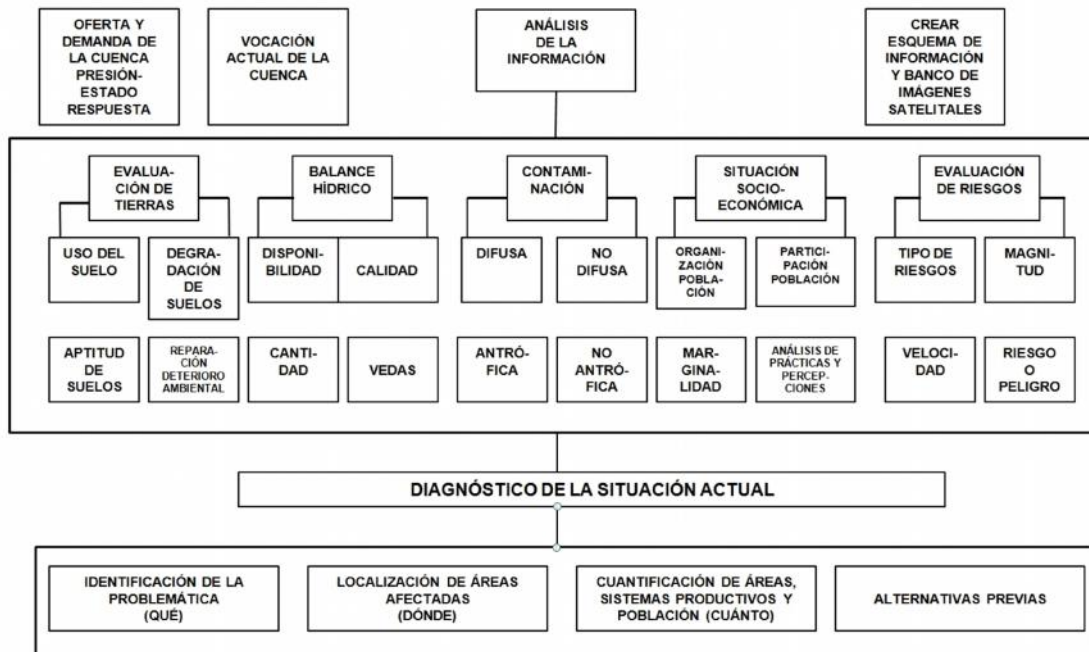 OFERTA Y
DEMANDA DE
LA CUENCA
PRESIÓN-
ESTADO
RESPUESTA
VOCACIÓN
ACTUAL DE LA
CUENCA
ANÁLISIS
DE LA
INFORMACIÓN
CREAR
ESQUEMA DE
INFORMACIÓN
Y BANCO DE
IMÁGENES
SATELITALES
EVALUA-
CIÓN DE
TIERRAS
BALANCE
HÍDRICO
CONTAMI-
NACIÓN
SITUACIÓN
SOCIO-
ECONÓMICA
EVALUACIÓN
DE RIESGOS
USO DEL
SUELO
DEGRA-
DACIÓN
DE
SUELOS
DISPONI-
BILIDAD
CALIDAD
DIFUSA
NO
DIFUSA
ORGANI-
ZACIÓN
POBLA-
CIÓN
PARTICI-
PACIÓN
POBLACIÓN
TIPO DE
RIESGOS
MAGNI-
TUD
APTITUD
DE
SUELOS
REPARA-
CIÓN
DETERIORO
AMBIENTAL
CANTI-
DAD
VEDAS
ANTRÓ-
FICA
NO
ANTRÓ-
FICA
MAR-
GINA-
LIDAD
ANÁLISIS DE
PRÁCTICAS Y
PERCEP-
CIONES
VELOCI-
DAD
RIESGO
O
PELIGRO
DIAGNÓSTICO DE LA SITUACIÓN ACTUAL
IDENTIFICACIÓN DE LA
PROBLEMÁTICA
(QUÉ)
LOCALIZACIÓN DE ÁREAS
AFECTADAS
(DÓNDE)
CUANTIFICACIÓN DE ÁREAS,
SISTEMAS PRODUCTIVOS Y
POBLACIÓN (CUÁNTO)
ALTERNATIVAS PREVIAS